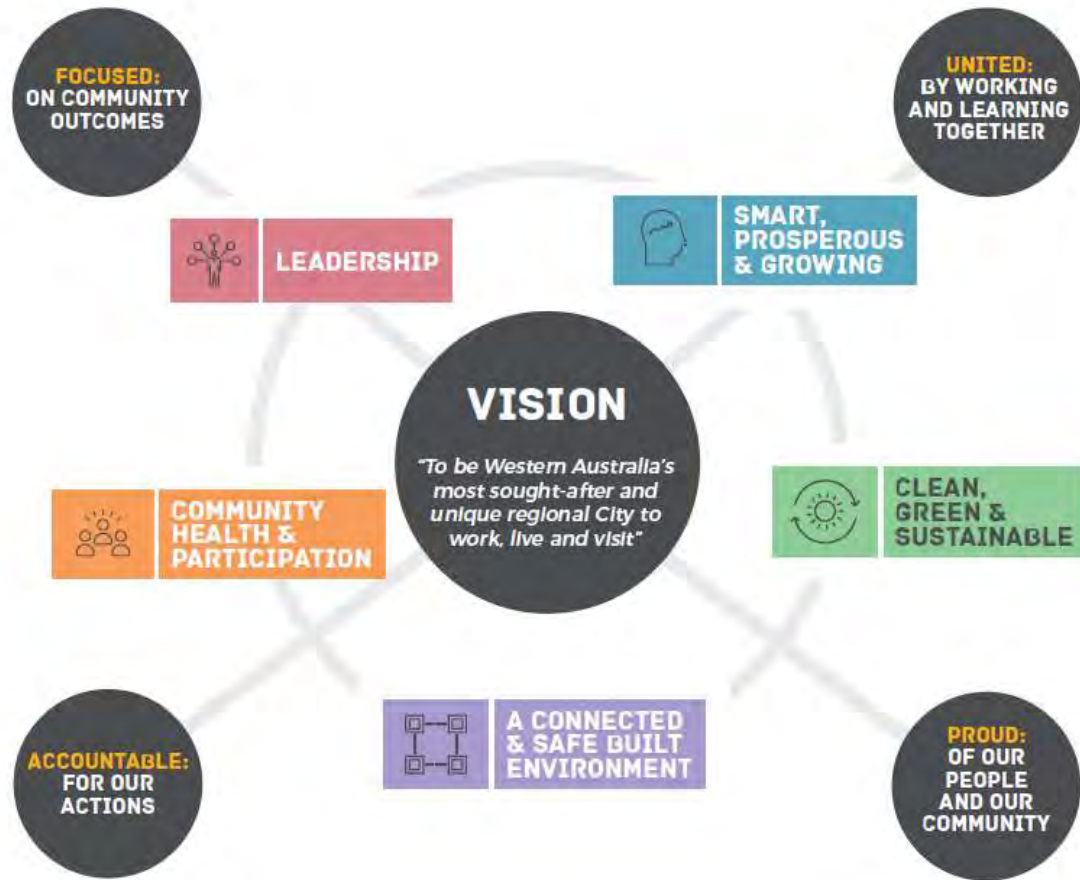 FOCUSED:
ON COMMUNITY
OUTCOMES
UNITED:
BY WORKING
AND LEARNING
TOGETHER
LEADERSHIP
SMART,
PROSPEROUS
& GROWING
VISION
"To be Western Australia's
most sought-after and
unique regional City to
work, live and visit"
COMMUNITY
HEALTH &
PARTICIPATION
CLEAN,
GREEN &
SUSTAINABLE
A CONNECTED
& SAFE BUILT
ENVIRONMENT
ACCOUNTABLE:
FOR OUR
ACTIONS
PROUD:
OF OUR
PEOPLE
AND OUR
COMMUNITY